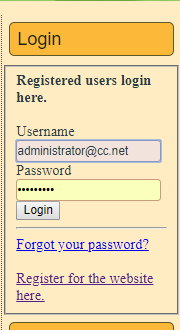 Login
Registered users login
here.
Username
administrator@cc.net
Password
•••••••••
Login
Forgot your password?
Register for the website
here.